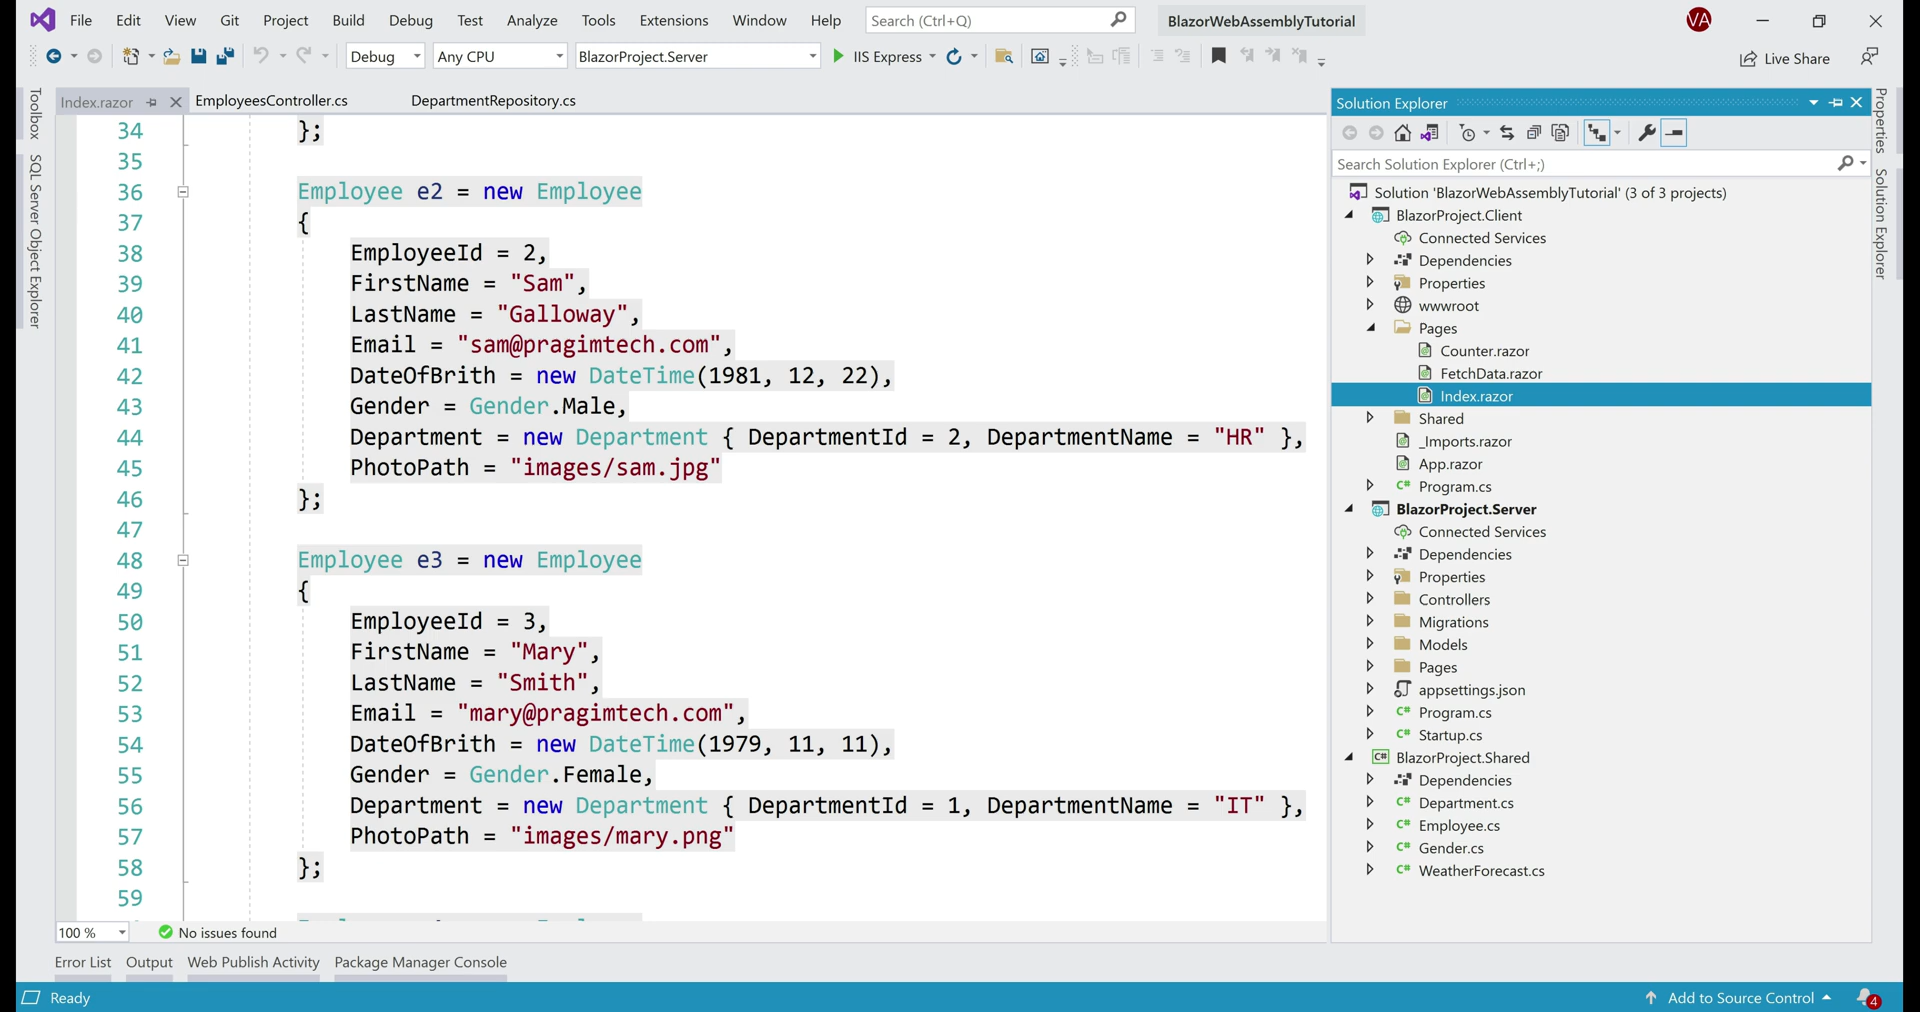 File Edit View Git Project Build Debug Test Analyze Tools Extensions Window Help Search (Ctrl+Q) BlazorWebAssemblyTutorial VA
Debug Any CPU BlazorProject.Server IIS Express Live Share
Index.razor EmployeesController.cs DepartmentRepository.cs
Toolbox
SQL Server Object Explorer
34 };
35
36 Employee e2 = new Employee
37 {
38 EmployeeId = 2,
39 FirstName = "Sam",
40 LastName = "Galloway",
41 Email = "sam@pragimtech.com",
42 DateOfBrith = new DateTime(1981, 12, 22),
43 Gender = Gender.Male,
44 Department = new Department { DepartmentId = 2, DepartmentName = "HR" },
45 PhotoPath = "images/sam.jpg"
46 };
47
48 Employee e3 = new Employee
49 {
50 EmployeeId = 3,
51 FirstName = "Mary",
52 LastName = "Smith",
53 Email = "mary@pragimtech.com",
54 DateOfBrith = new DateTime(1979, 11, 11),
55 Gender = Gender.Female,
56 Department = new Department { DepartmentId = 1, DepartmentName = "IT" },
57 PhotoPath = "images/mary.png"
58 };
59
100 % No issues found
Solution Explorer
Search Solution Explorer (Ctrl+;)
Solution 'BlazorWebAssemblyTutorial' (3 of 3 projects)
BlazorProject.Client
Connected Services
Dependencies
Properties
wwwroot
Pages
Counter.razor
FetchData.razor
Index.razor
Shared
_Imports.razor
App.razor
C# Program.cs
BlazorProject.Server
Connected Services
Dependencies
Properties
Controllers
Migrations
Models
Pages
appsettings.json
C# Program.cs
C# Startup.cs
C# BlazorProject.Shared
Dependencies
C# Department.cs
C# Employee.cs
C# Gender.cs
C# WeatherForecast.cs
Properties
Solution Explorer
Error List Output Web Publish Activity Package Manager Console
Ready Add to Source Control 4